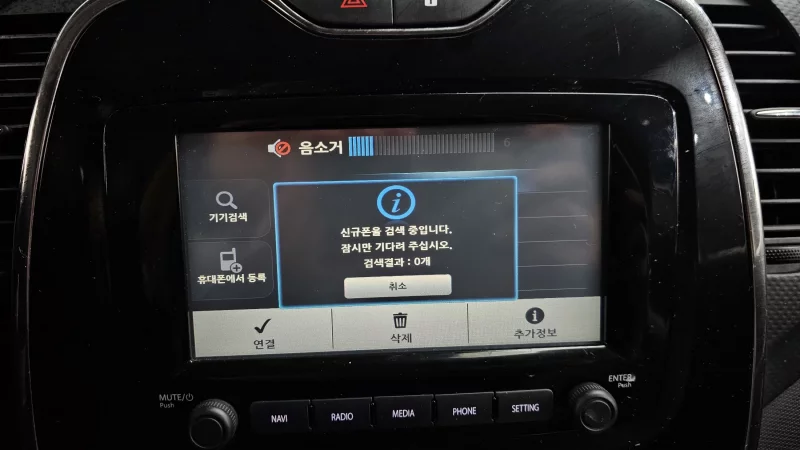 음소거 6
기기검색
휴대폰에서 등록
신규폰을 검색 중입니다.
잠시만 기다려 주십시오.
검색결과 : 0개
취소
연결
삭제
추가정보
MUTE/
Push
ENTER
Push
NAVI
RADIO
MEDIA
PHONE
SETTING